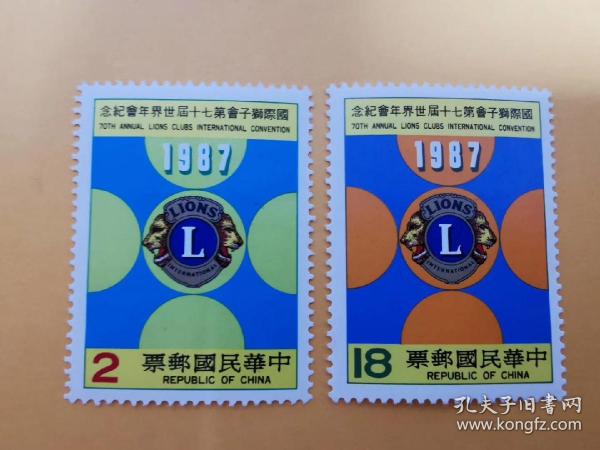 國際獅子會第七十屆世界年會紀念
70TH ANNUAL LIONS CLUBS INTERNATIONAL CONVENTION
1987
LIONS
L
INTERNATIONAL
2
中華民國郵票
REPUBLIC OF CHINA
國際獅子會第七十屆世界年會紀念
70TH ANNUAL LIONS CLUBS INTERNATIONAL CONVENTION
1987
LIONS
L
INTERNATIONAL
18
中華民國郵票
REPUBLIC OF CHINA
孔夫子旧书网
www.kongfz.com